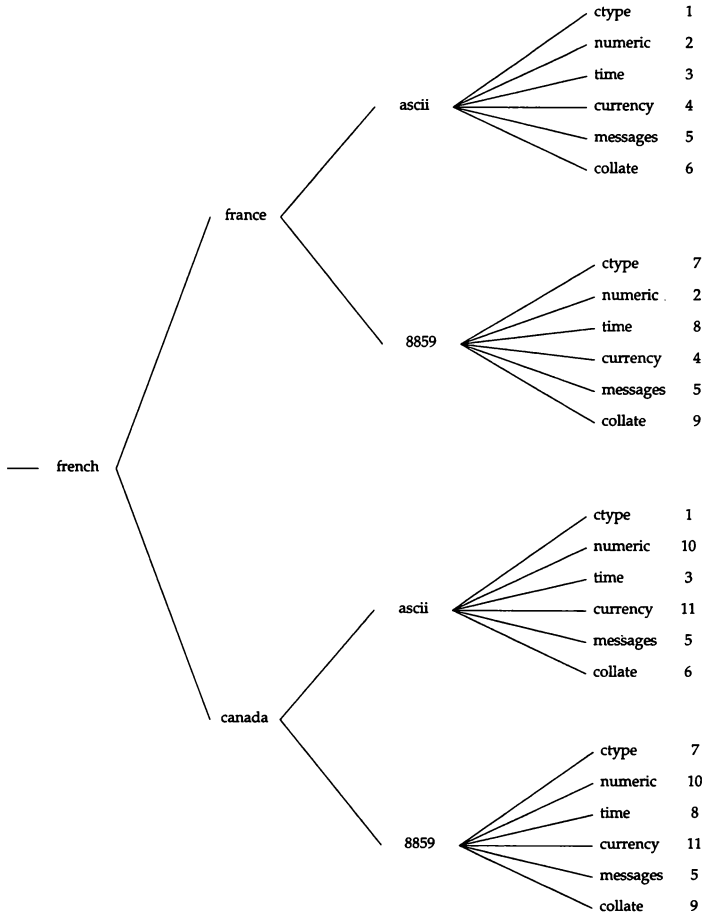 ctype 1
numeric 2
time 3
ascii
currency 4
messages 5
collate 6
france
ctype 7
numeric . 2
time 8
8859
currency 4
messages 5
collate 9
french
ctype 1
numeric 10
time 3
ascii
currency 11
messages 5
collate 6
canada
ctype 7
numeric 10
time 8
8859
currency 11
messages 5
collate 9